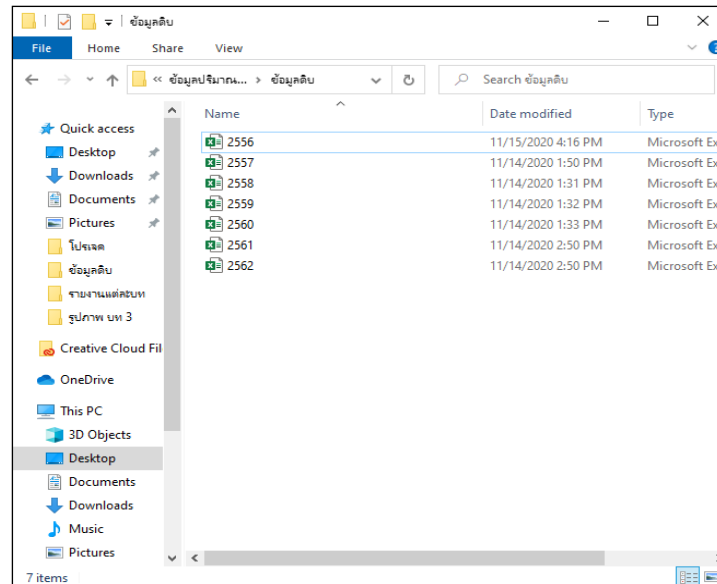 ข้อมูลดิบ
File Home Share View
« ข้อมูลปริมาณ... › ข้อมูลดิบ Search ข้อมูลดิบ
Name Date modified Type
Quick access
Desktop
Downloads
Documents
Pictures
โปรเจค
ข้อมูลดิบ
รายงานแต่ละบท
รูปภาพ บท 3
Creative Cloud Fil
OneDrive
This PC
3D Objects
Desktop
Documents
Downloads
Music
Pictures
2556 11/15/2020 4:16 PM Microsoft Ex
2557 11/14/2020 1:50 PM Microsoft Ex
2558 11/14/2020 1:31 PM Microsoft Ex
2559 11/14/2020 1:32 PM Microsoft Ex
2560 11/14/2020 1:33 PM Microsoft Ex
2561 11/14/2020 2:50 PM Microsoft Ex
2562 11/14/2020 2:50 PM Microsoft Ex
7 items